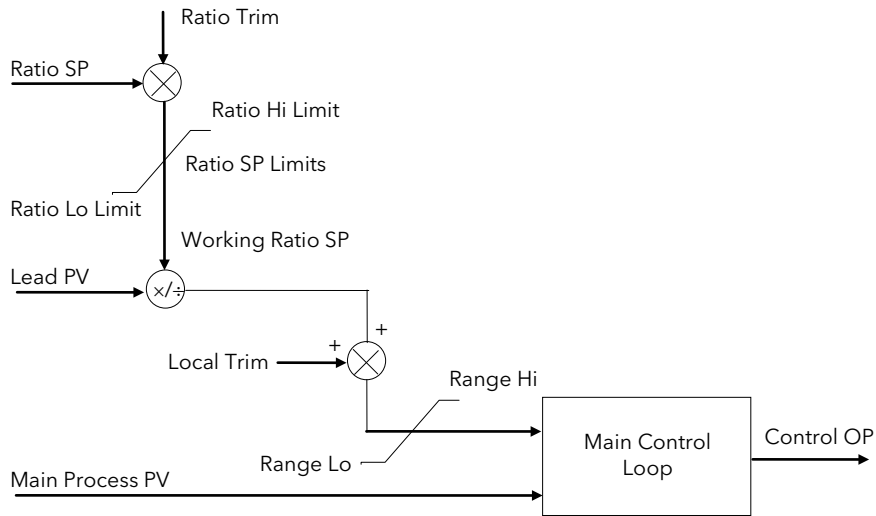 Ratio Trim
Ratio SP
Ratio Hi Limit
Ratio SP Limits
Ratio Lo Limit
Working Ratio SP
Lead PV
×/÷
+
+
Local Trim
Range Hi
Main Control
Loop
Control OP
Range Lo
Main Process PV